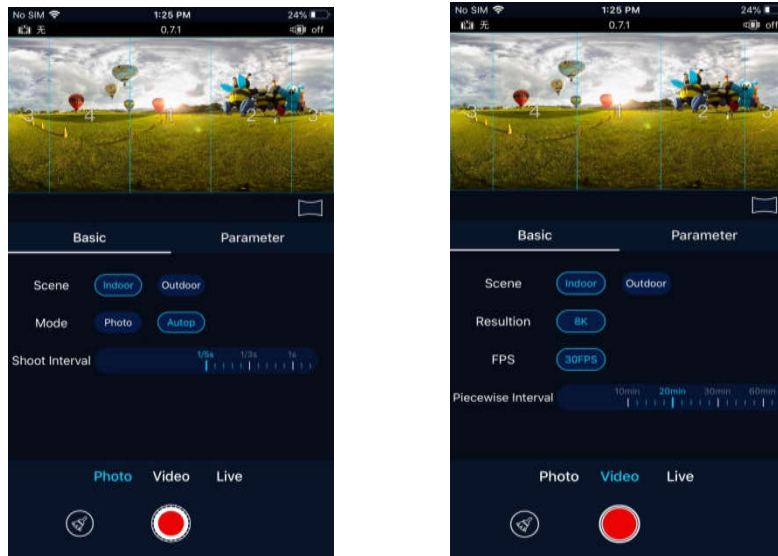 No SIM 1:25 PM 24%
无 0.7.1 off
3 4 1 2 3
Basic Parameter
Scene Indoor Outdoor
Mode Photo Autop
Shoot Interval 1/5s 1/3s 1s
Photo Video Live
No SIM 1:25 PM 24%
无 0.7.1 off
3 4 1 2 3
Basic Parameter
Scene Indoor Outdoor
Resultion 8K
FPS 30FPS
Piecewise Interval 10min 20min 30min 60min
Photo Video Live